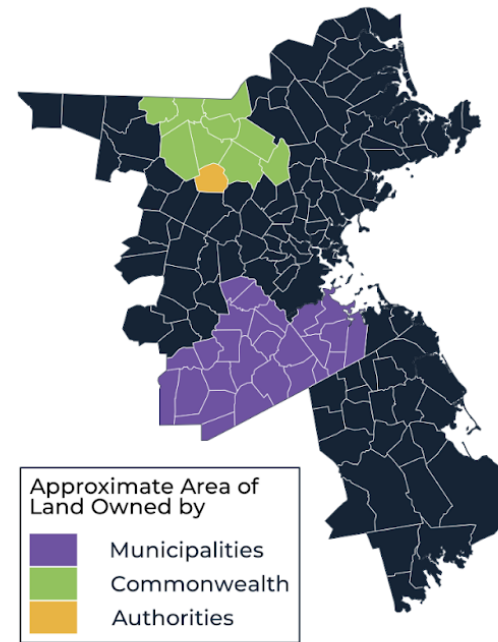 Approximate Area of
Land Owned by
Municipalities
Commonwealth
Authorities